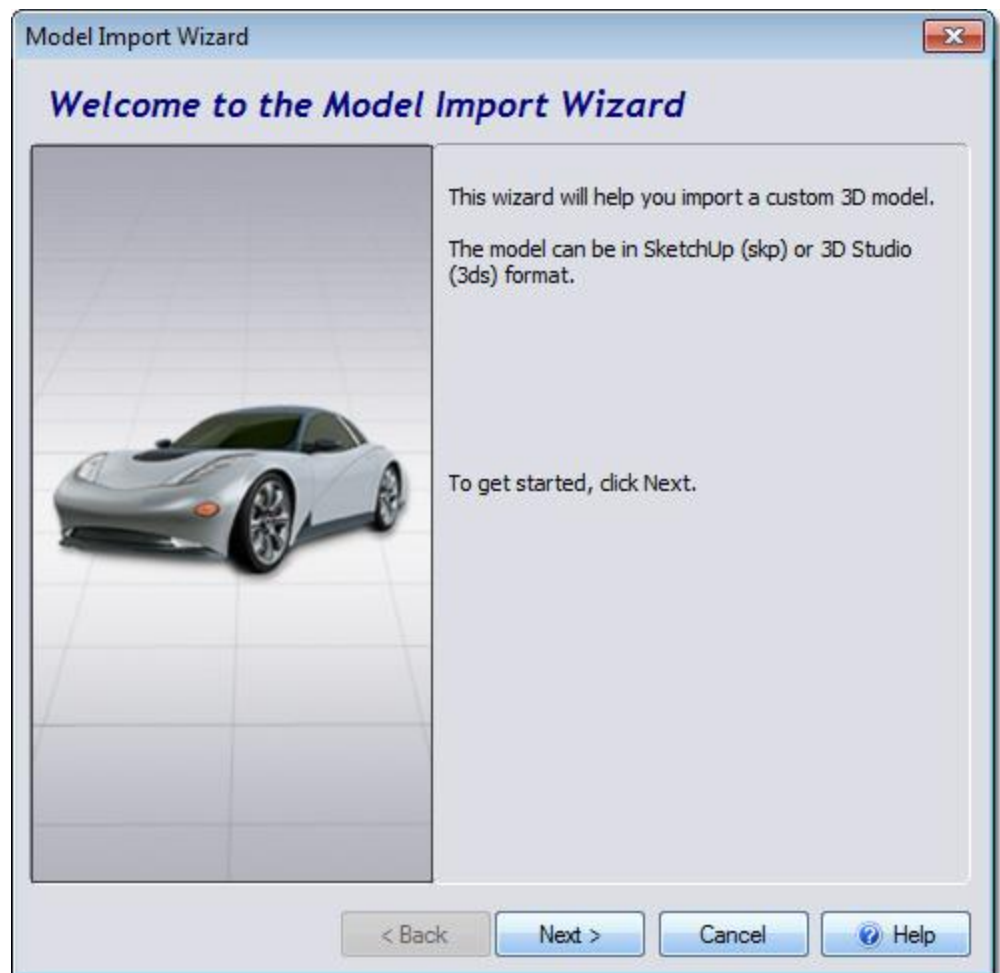 Model Import Wizard
Welcome to the Model Import Wizard
This wizard will help you import a custom 3D model.
The model can be in SketchUp (skp) or 3D Studio
(3ds) format.
To get started, click Next.
< Back Next > Cancel Help